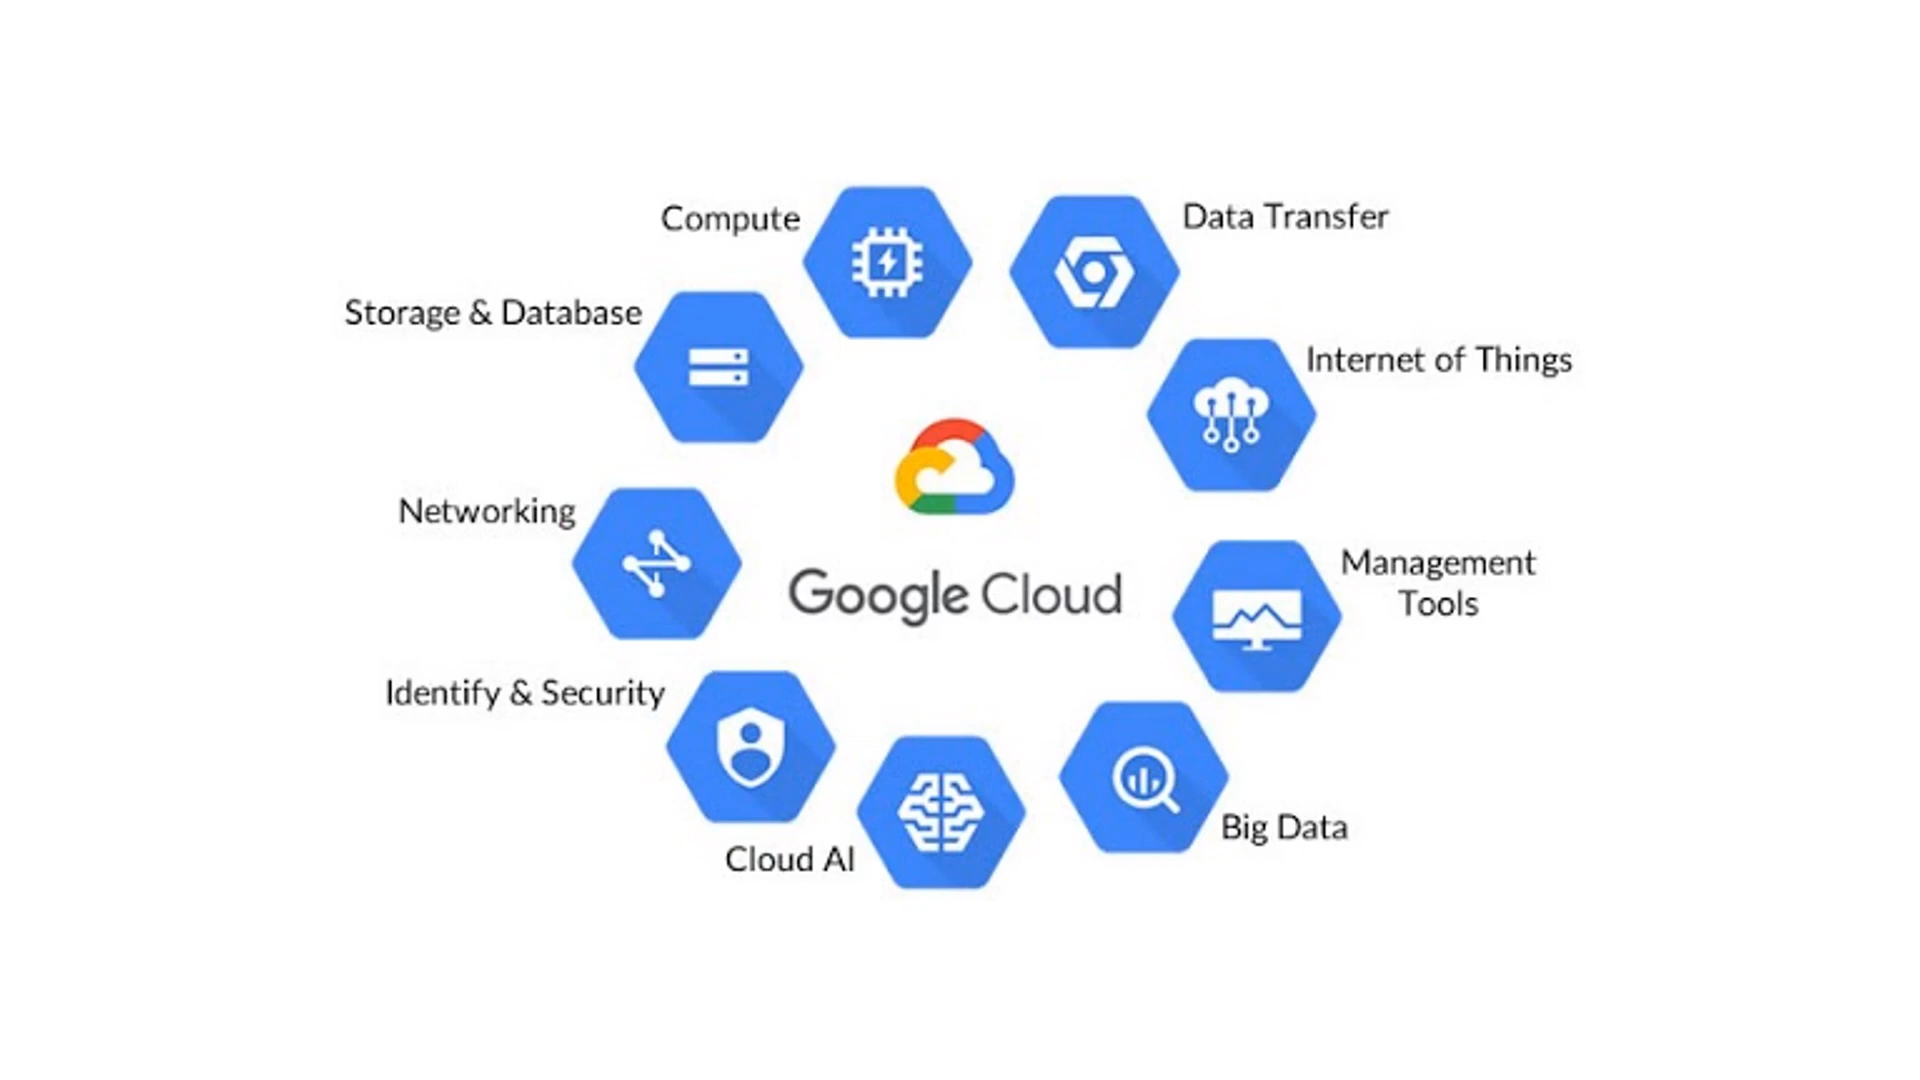 Compute
Data Transfer
Storage & Database
Internet of Things
Networking
Management
Tools
Google Cloud
Identify & Security
Cloud AI
Big Data